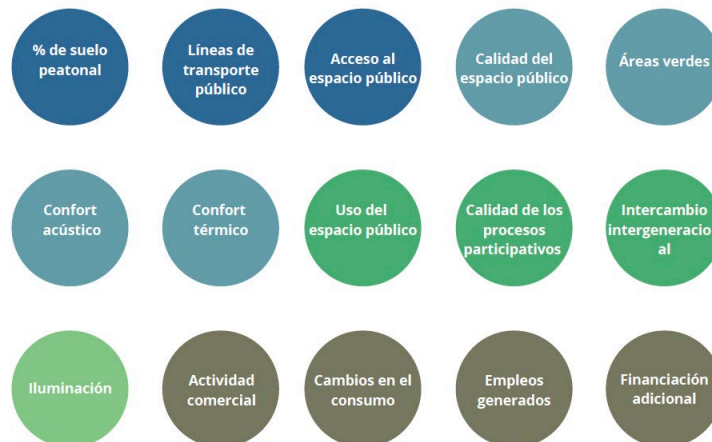 % de suelo
peatonal
Líneas de
transporte
público
Acceso al
espacio público
Calidad del
espacio público
Áreas verdes
Confort
acústico
Confort
térmico
Uso del
espacio público
Calidad de los
procesos
participativos
Intercambio
intergeneracion
al
Iluminación
Actividad
comercial
Cambios en el
consumo
Empleos
generados
Financiación
adicional